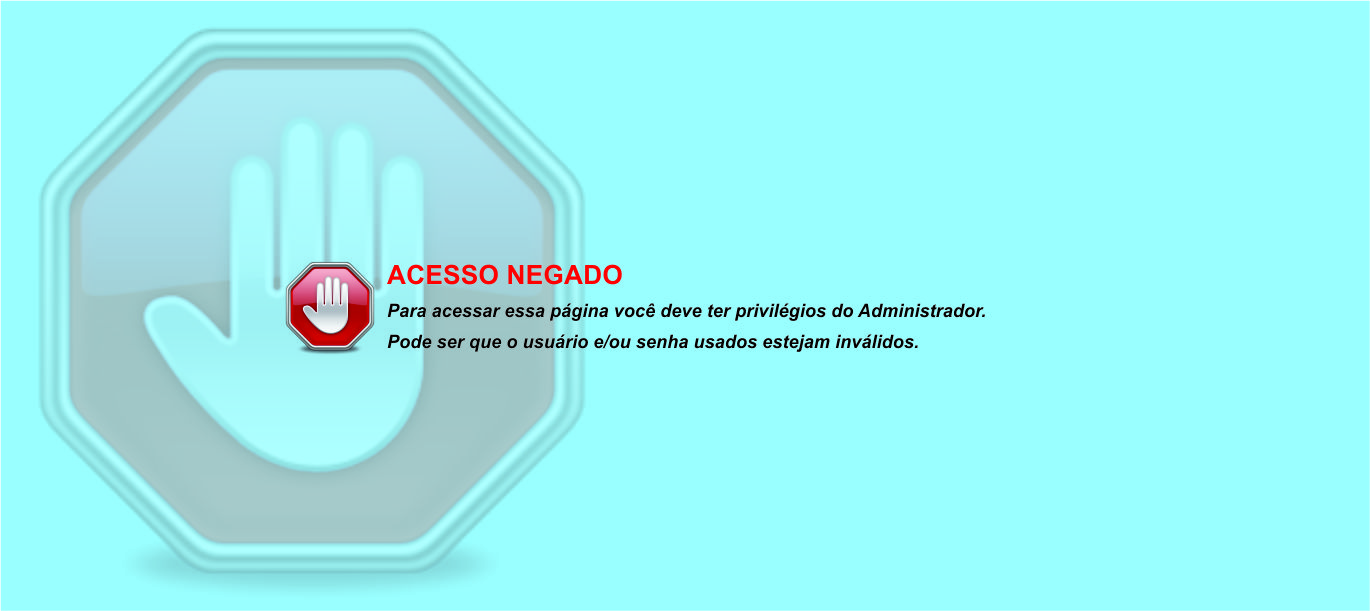 ACESSO NEGADO
Para acessar essa página você deve ter privilégios do Administrador.
Pode ser que o usuário e/ou senha usados estejam inválidos.